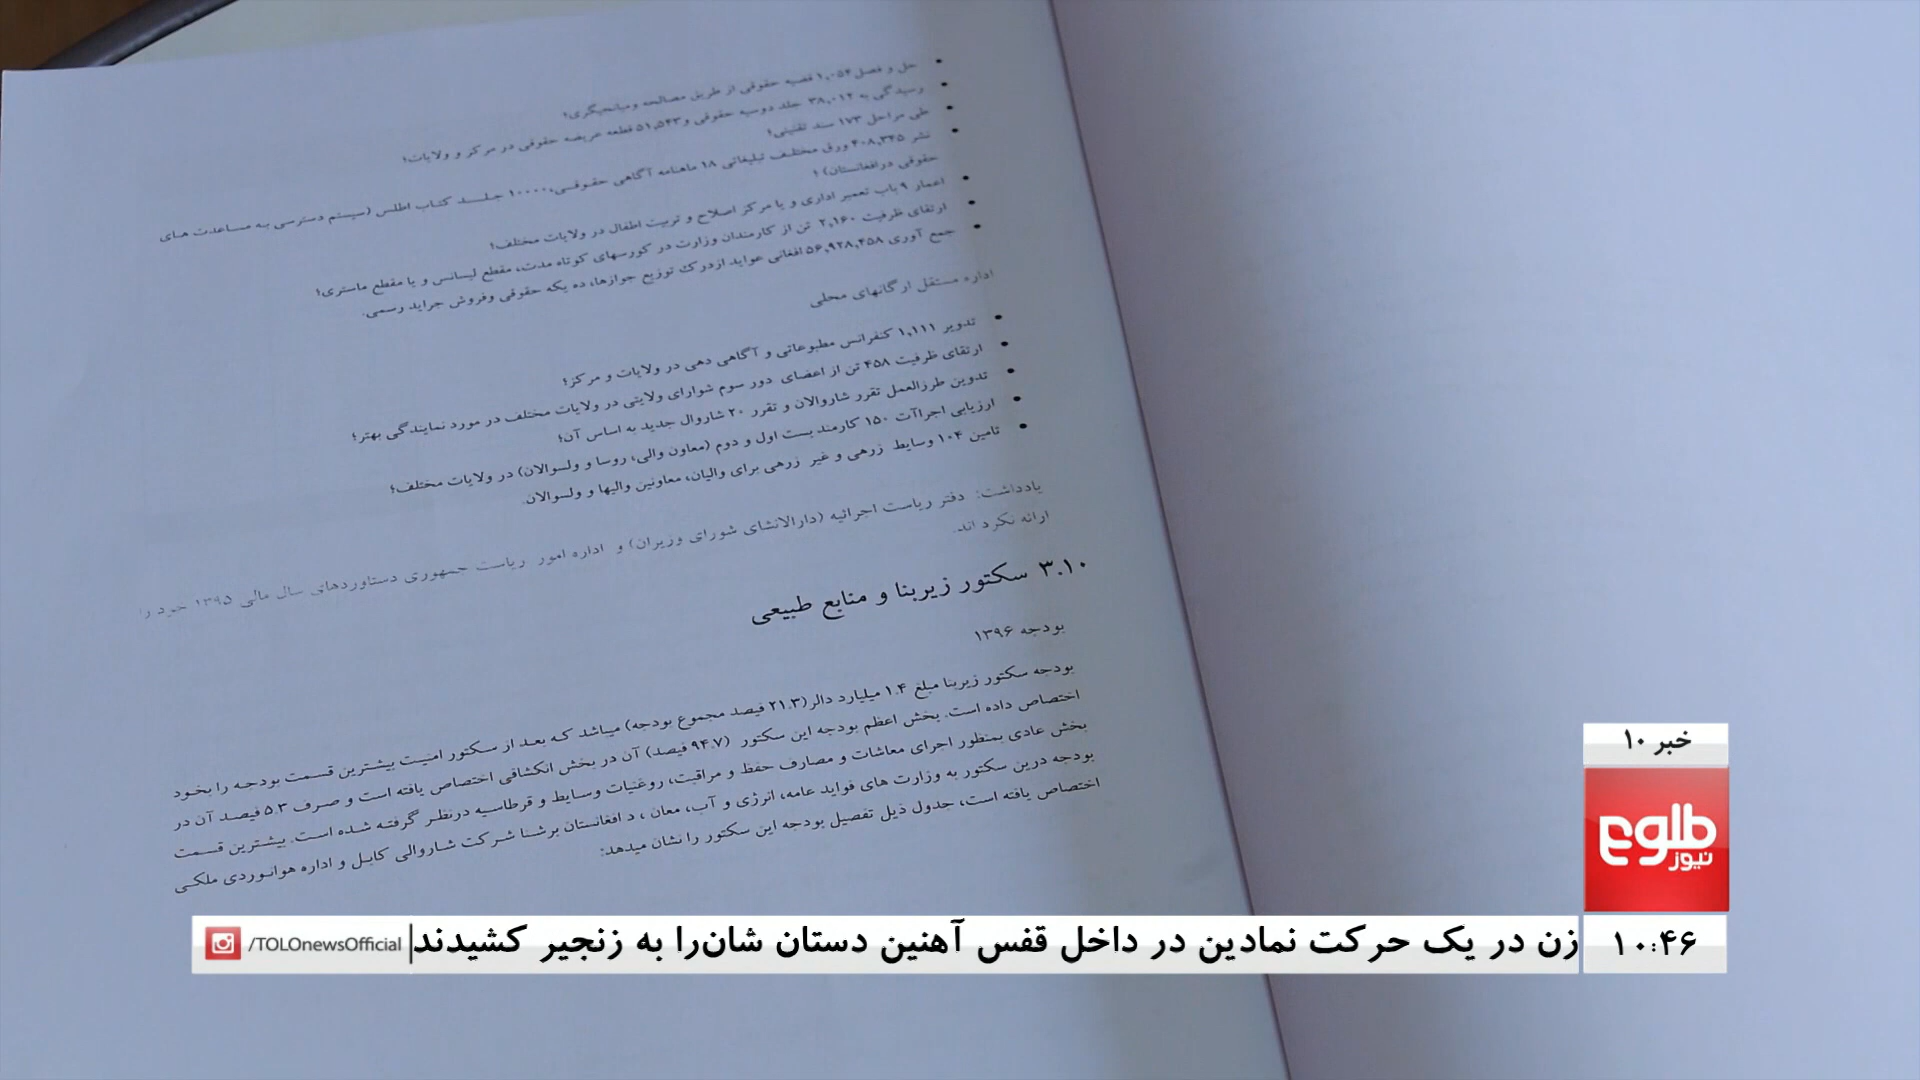 حل و فصل ۱,۰۵۴ قضیه حقوقی از طریق مصالحه ومیانجیگری؛
رسیدگی به ۳۸,۰۱۲ جلد دوسیه حقوقی و ۵۱,۵۴۳ قطعه عریضه حقوقی در مرکز و ولایات؛
طی مراحل ۱۷۳ سند تقنینی؛
نشر ۴۰۸,۳۴۵ ورق مختلف تبلیغاتی ۱۸ ماهنامه آگاهی حقوقی، ۱۰۰۰۰ جلد کتاب اطلس (سیستم دسترسی به مساعدت های
حقوقی درافغانستان) ؛
اعمار ۹ باب تعمیر اداری و یا مرکز اصلاح و تربیت اطفال در ولایات مختلف؛
ارتقای ظرفیت ۲,۱۶۰ تن از کارمندان وزارت در کورسهای کوتاه مدت، مقطع لیسانس و یا مقطع ماستری؛
جمع آوری ۵۶,۹۲۸,۴۵۸ افغانی عواید ازدرک توزیع جوازها، ده یکه حقوقی وفروش جراید رسمی.
اداره مستقل ارگانهای محلی
تدویر ۱,۱۱۱ کنفرانس مطبوعاتی و آگاهی دهی در ولایات و مرکز؛
ارتقای ظرفیت ۴۵۸ تن از اعضای دور سوم شورای ولایتی در ولایات مختلف در مورد نمایندگی بهتر؛
تدوین طرزالعمل تقرر شاروالان و تقرر ۲۰ شاروال جدید به اساس آن؛
ارزیابی اجراآت ۱۵۰ کارمند بست اول و دوم (معاون والی، روسا و ولسوالان) در ولایات مختلف؛
تامین ۱۰۴ وسایط زرهی و غیر زرهی برای والیان، معاونین والیها و ولسوالان.
یادداشت: دفتر ریاست اجرائیه (دارالانشای شورای وزیران) و اداره امور ریاست جمهوری دستاوردهای سال مالی ۱۳۹۵ خود را
ارائه نکرد اند.
۳.۱۰ سکتور زیربنا و منابع طبیعی
بودجه ۱۳۹۶
بودجه سکتور زیربنا مبلغ ۱.۴ میلیارد دالر (۲۱.۳ فیصد مجموع بودجه) میباشد که بعد از سکتور امنیت بیشترین قسمت بودجه را بخود
اختصاص داده است. بخش اعظم بودجه این سکتور (۹۴.۷ فیصد) آن در بخش انکشافی اختصاص یافته است و صرف ۵.۳ فیصد آن در
بخش عادی بمنظور اجرای معاشات و مصارف حفظ و مراقبت، روغنیات وسایط و قرطاسیه درنظر گرفته شده است. بیشترین قسمت
بودجه درین سکتور به وزارت های فواید عامه، انرژی و آب، معان ، د افغانستان برشنا شرکت شاروالی کابل و اداره هوانوردی ملکی
اختصاص یافته است، جدول ذیل تفصیل بودجه این سکتور را نشان میدهد:
خبر ۱۰
طلوع
نیوز
۱۰:۴۶
زن در یک حرکت نمادین در داخل قفس آهنین دستان شان‌را به زنجیر کشیدند
/TOLOnewsOfficial